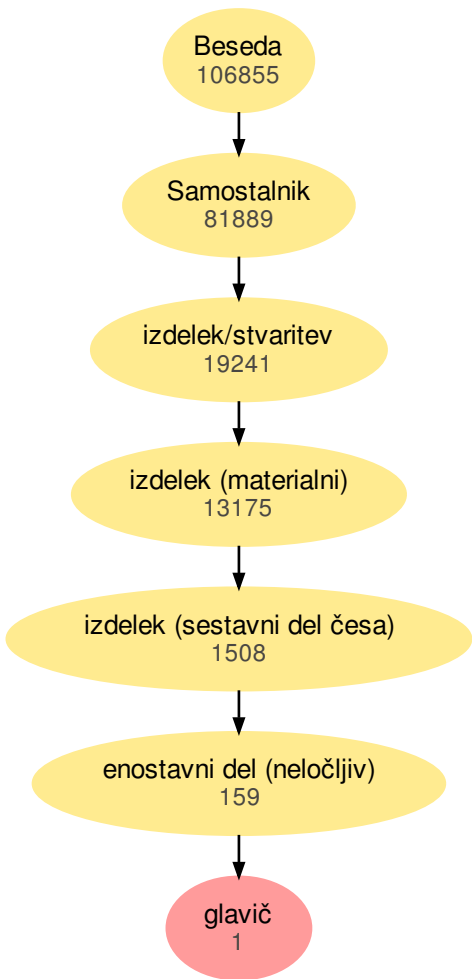 Beseda
106855
Samostalnik
81889
izdelek/stvaritev
19241
izdelek (materialni)
13175
izdelek (sestavni del česa)
1508
enostavni del (neločljiv)
159
glavič
1